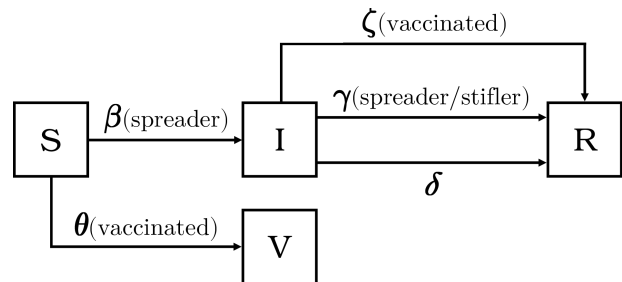 ζ(vaccinated)
β(spreader)
γ(spreader/stifler)
S
I
R
δ
θ(vaccinated)
V